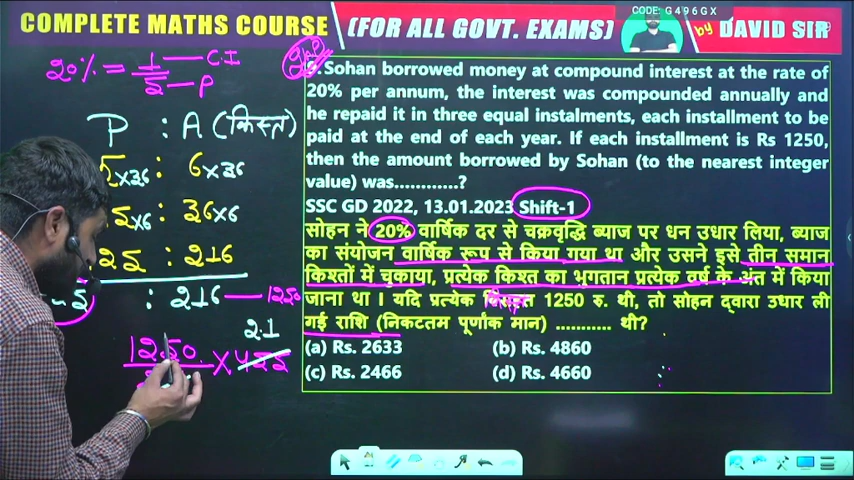 COMPLETE MATHS COURSE (FOR ALL GOVT. EXAMS) by DAVID SIR
CODE: G496GX
20% = 1/5 — C.I
— P
P : A (किस्त)
5×36 : 6×36
5×6 : 36×6
25 : 216
: 216 — 1250
2.1
1250 × 455
9.Sohan borrowed money at compound interest at the rate of
20% per annum, the interest was compounded annually and
he repaid it in three equal instalments, each installment to be
paid at the end of each year. If each installment is Rs 1250,
then the amount borrowed by Sohan (to the nearest integer
value) was............?
SSC GD 2022, 13.01.2023 Shift-1
सोहन ने 20% वार्षिक दर से चक्रवृद्धि ब्याज पर धन उधार लिया, ब्याज
का संयोजन वार्षिक रूप से किया गया था और उसने इसे तीन समान
किश्तों में चुकाया, प्रत्येक किश्त का भुगतान प्रत्येक वर्ष के अंत में किया
जाना था । यदि प्रत्येक 1250 रु. थी, तो सोहन द्वारा उधार ली
गई राशि (निकटतम पूर्णांक मान) ........... थी?
(a) Rs. 2633 (b) Rs. 4860
(c) Rs. 2466 (d) Rs. 4660